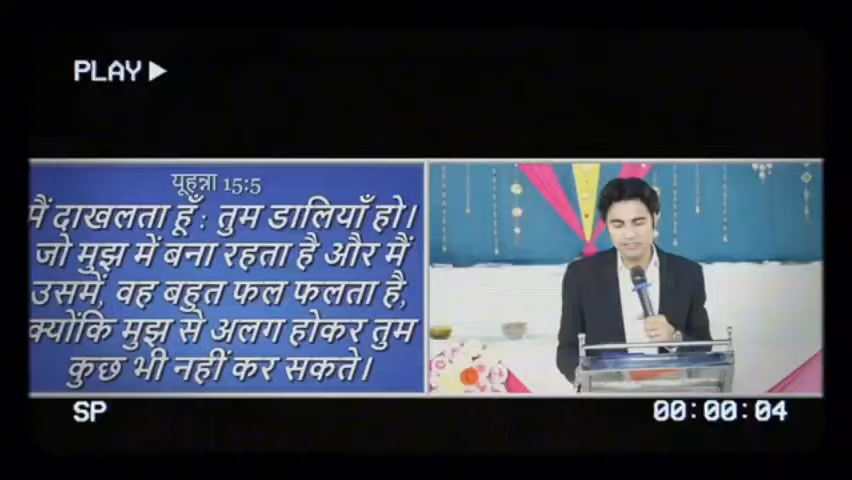 PLAY▶
यूहन्ना 15:5
मैं दाखलता हूँ : तुम डालियाँ हो।
जो मुझ में बना रहता है और मैं
उसमें, वह बहुत फल फलता है,
क्योंकि मुझ से अलग होकर तुम
कुछ भी नहीं कर सकते।
SP
00:00:04